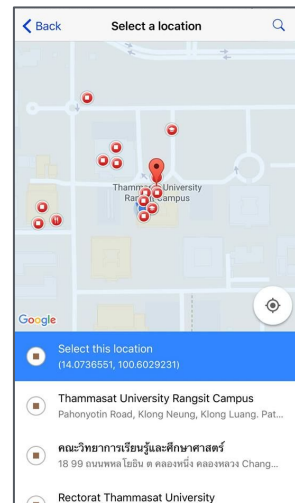 Back
Select a location
Thammasat University
Rangsit Campus
Google
Select this location
(14.0736551, 100.6029231)
Thammasat University Rangsit Campus
Pahonyotin Road, Klong Neung, Klong Luang. Pat...
คณะวิทยาการเรียนรู้และศึกษาศาสตร์
18 99 ถนนพหลโยธิน ต คลองหนึ่ง คลองหลวง Chang...
Rectorat Thammasat University